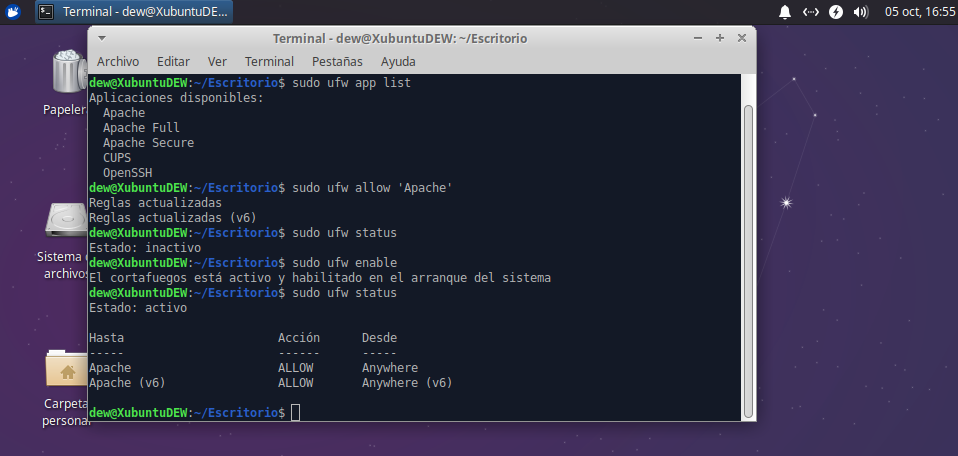 Terminal - dew@XubuntuDE...
05 oct, 16:55
Terminal - dew@XubuntuDEW: ~/Escritorio
Archivo Editar Ver Terminal Pestañas Ayuda
dew@XubuntuDEW:~/Escritorio$ sudo ufw app list
Aplicaciones disponibles:
  Apache
  Apache Full
  Apache Secure
  CUPS
  OpenSSH
dew@XubuntuDEW:~/Escritorio$ sudo ufw allow 'Apache'
Reglas actualizadas
Reglas actualizadas (v6)
dew@XubuntuDEW:~/Escritorio$ sudo ufw status
Estado: inactivo
dew@XubuntuDEW:~/Escritorio$ sudo ufw enable
El cortafuegos está activo y habilitado en el arranque del sistema
dew@XubuntuDEW:~/Escritorio$ sudo ufw status
Estado: activo
Hasta                      Acción      Desde
-----                      ------      -----
Apache                     ALLOW       Anywhere
Apache (v6)                ALLOW       Anywhere (v6)
dew@XubuntuDEW:~/Escritorio$
Papeler
Sistema
archivos
Carpeta
personal